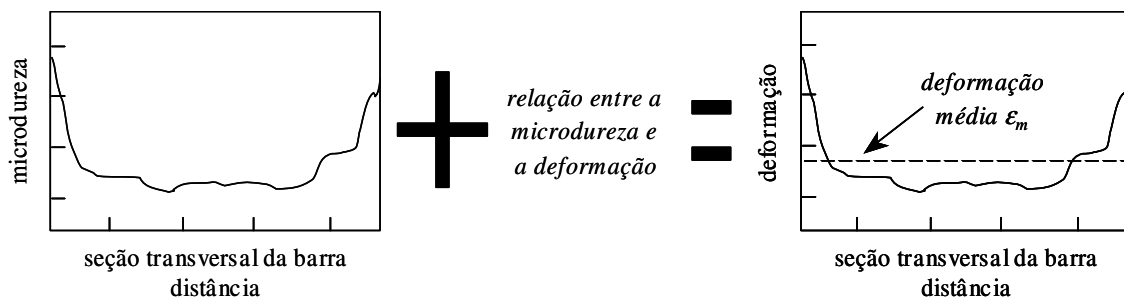 microdureza
seção transversal da barra
distância
relação entre a
microdureza e
a deformação
deformação
deformação
média εm
seção transversal da barra
distância